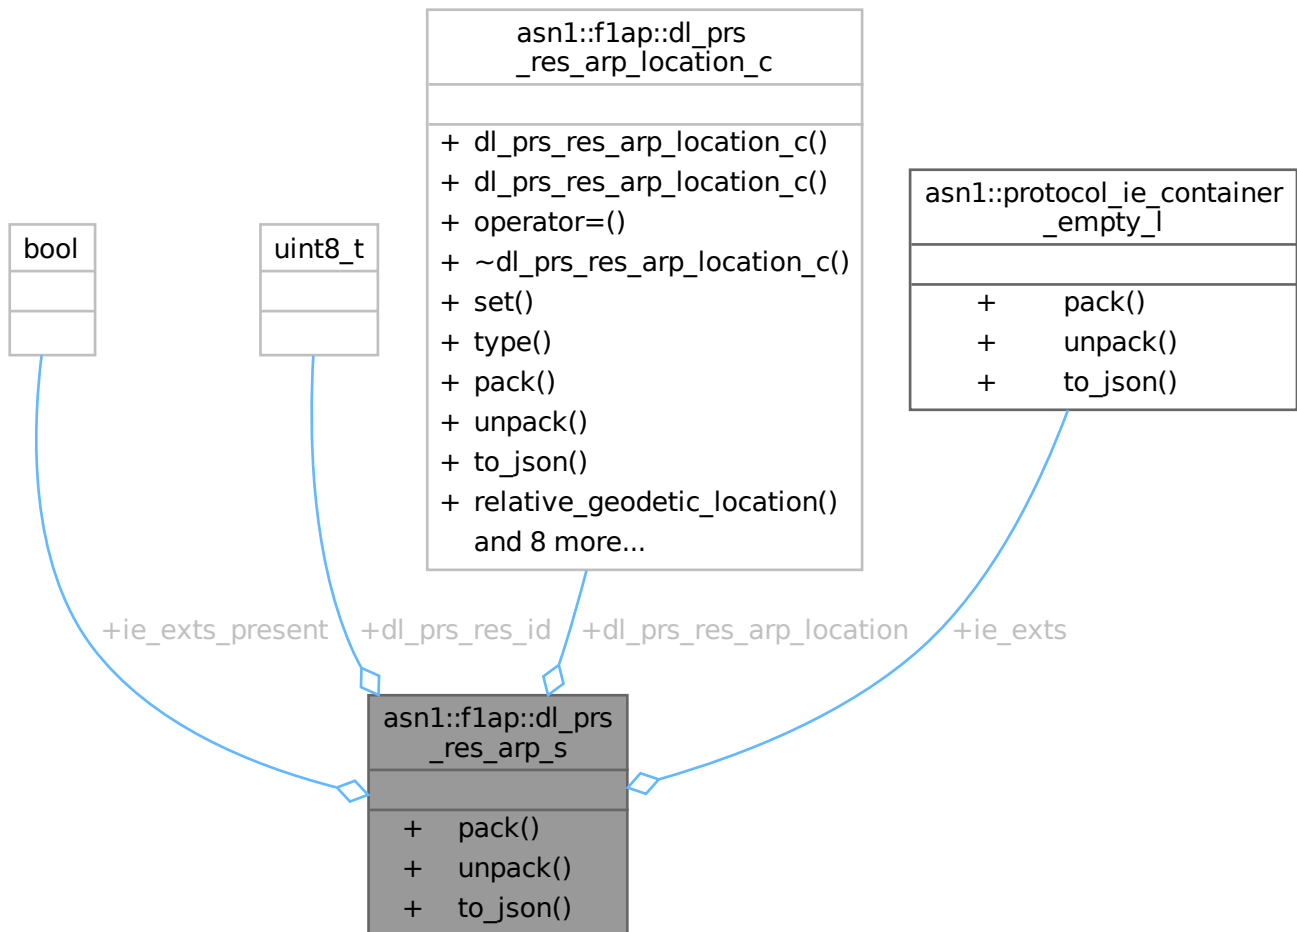 asn1::f1ap::dl_prs
_res_arp_location_c
+ dl_prs_res_arp_location_c()
+ dl_prs_res_arp_location_c()
+ operator=()
+ ~dl_prs_res_arp_location_c()
+ set()
+ type()
+ pack()
+ unpack()
+ to_json()
+ relative_geodetic_location()
and 8 more...
asn1::protocol_ie_container
_empty_l
+ pack()
+ unpack()
+ to_json()
bool
uint8_t
+ie_exts_present
+dl_prs_res_id
+dl_prs_res_arp_location
+ie_exts
asn1::f1ap::dl_prs
_res_arp_s
+ pack()
+ unpack()
+ to_json()